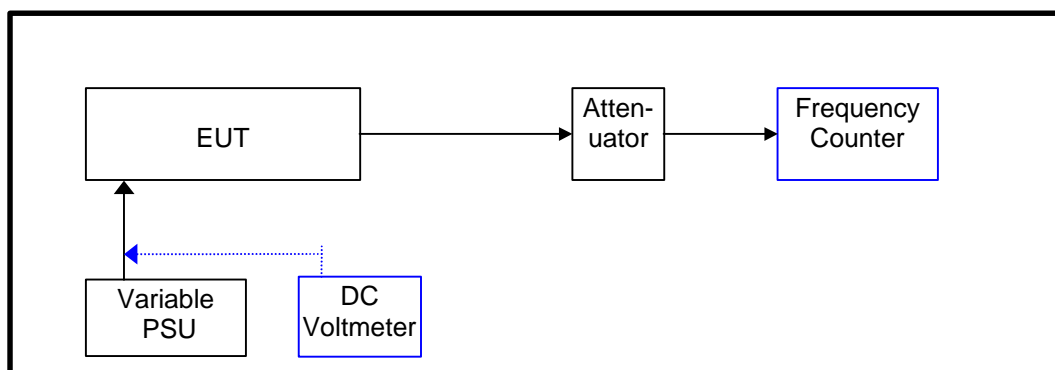 EUT
Atten-
uator
Frequency
Counter
Variable
PSU
DC
Voltmeter